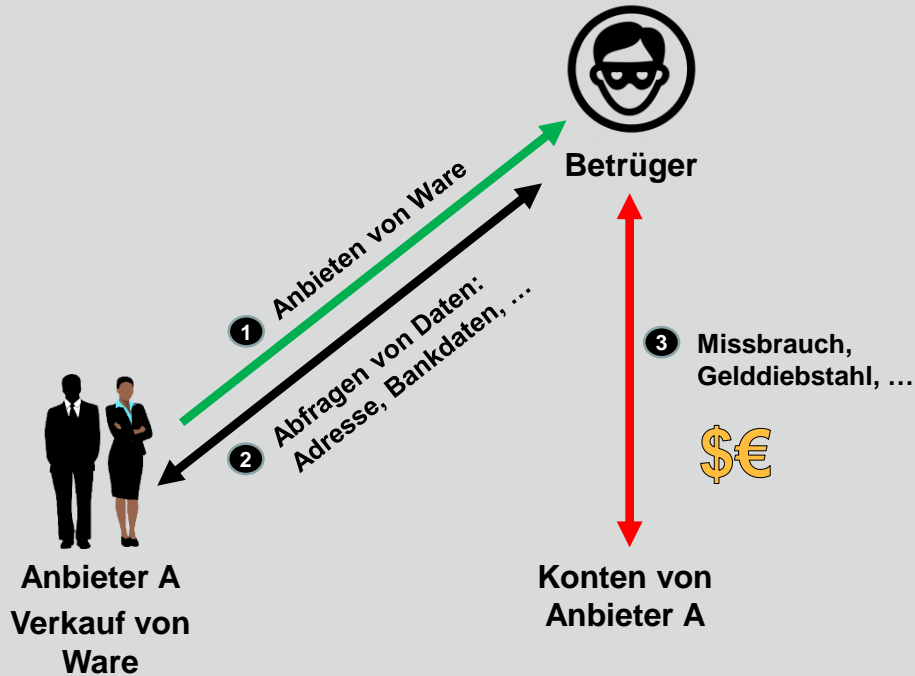 Betrüger
1 Anbieten von Ware
2 Abfragen von Daten:
Adresse, Bankdaten, …
3 Missbrauch,
Gelddiebstahl, …
$€
Anbieter A
Verkauf von
Ware
Konten von
Anbieter A